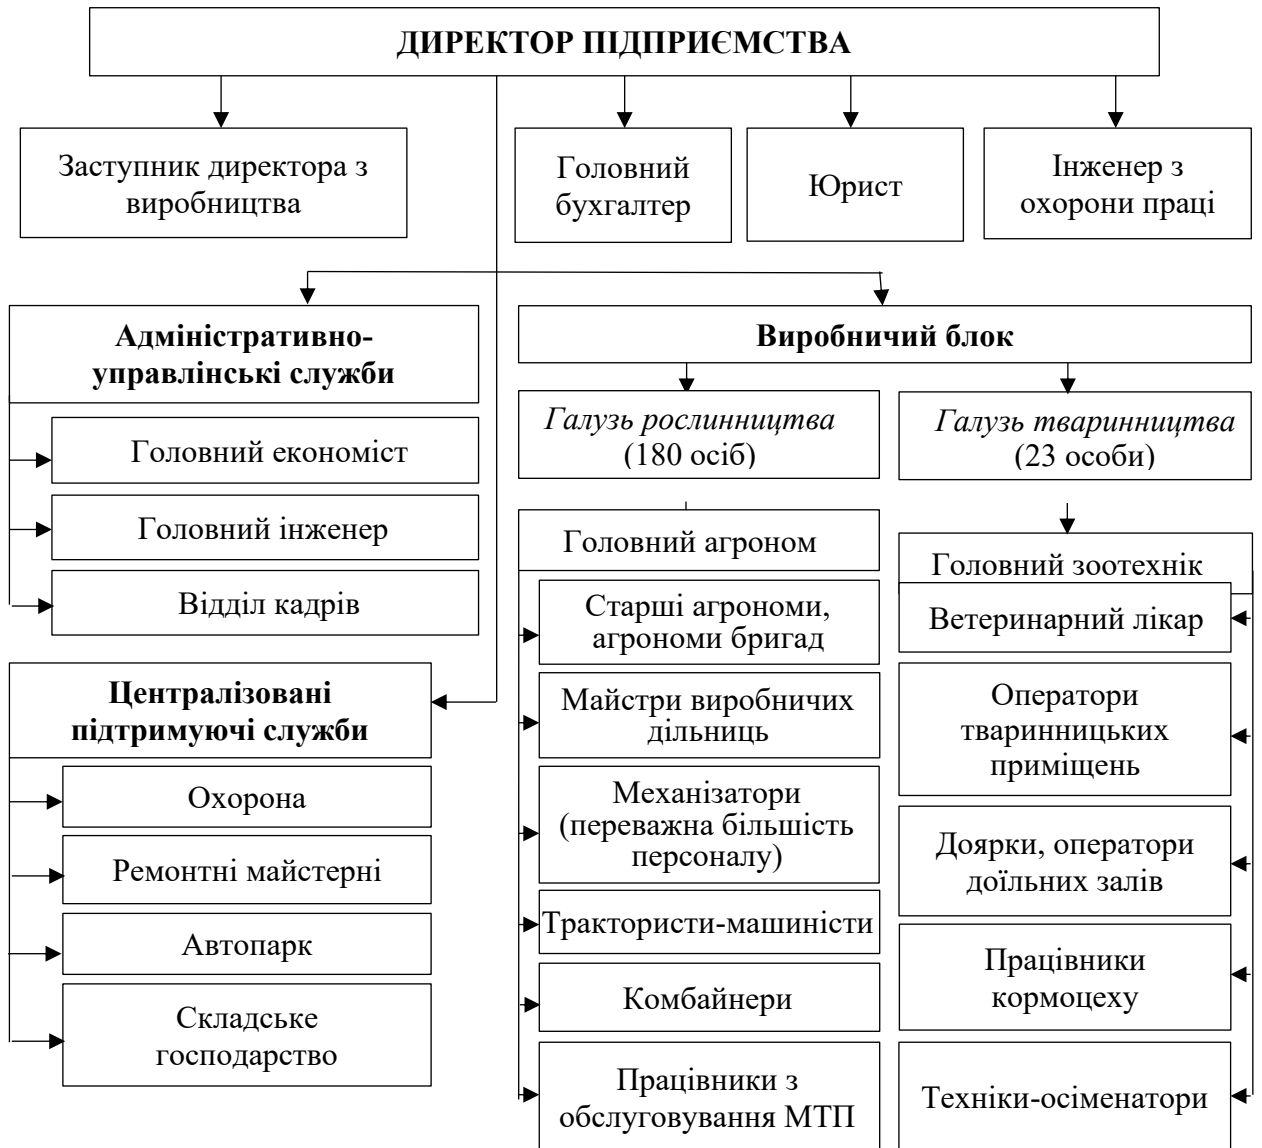 ДИРЕКТОР ПІДПРИЄМСТВА
Заступник директора з
виробництва
Головний
бухгалтер
Юрист
Інженер з
охорони праці
Адміністративно-
управлінські служби
Головний економіст
Головний інженер
Відділ кадрів
Централізовані
підтримуючі служби
Охорона
Ремонтні майстерні
Автопарк
Складське
господарство
Виробничий блок
Галузь рослинництва
(180 осіб)
Головний агроном
Старші агрономи,
агрономи бригад
Майстри виробничих
дільниць
Механізатори
(переважна більшість
персоналу)
Трактористи-машиністи
Комбайнери
Працівники з
обслуговування МТП
Галузь тваринництва
(23 особи)
Головний зоотехнік
Ветеринарний лікар
Оператори
тваринницьких
приміщень
Доярки, оператори
доїльних залів
Працівники
кормоцеху
Техніки-осіменатори